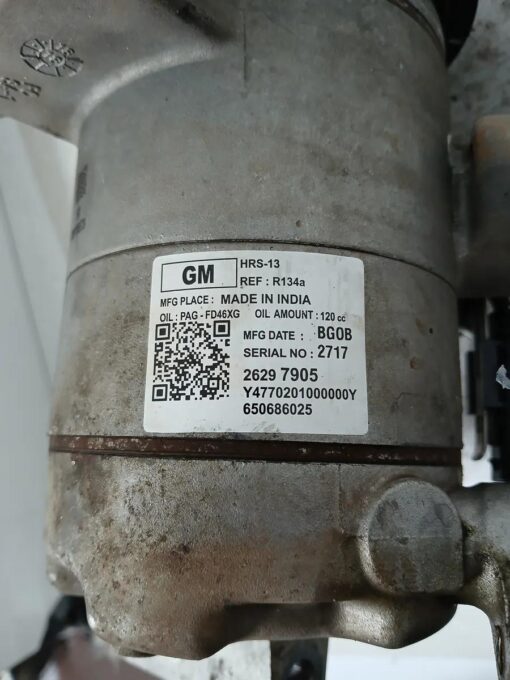 GM
HRS-13
REF : R134a
MFG PLACE : MADE IN INDIA
OIL : PAG - FD46XG OIL AMOUNT : 120 cc
MFG DATE : BG0B
SERIAL NO : 2717
2629 7905
Y4770201000000Y
650686025